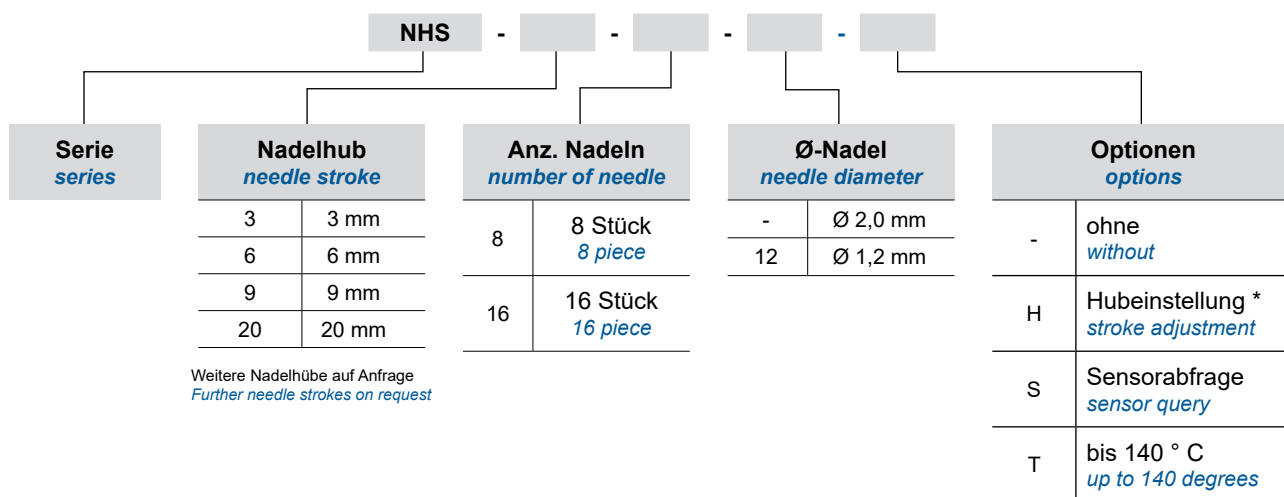 NHS - - - -
Serie
series
Nadelhub
needle stroke
3 3 mm
6 6 mm
9 9 mm
20 20 mm
Weitere Nadelhübe auf Anfrage
Further needle strokes on request
Anz. Nadeln
number of needle
8 8 Stück
8 piece
16 16 Stück
16 piece
Ø-Nadel
needle diameter
- Ø 2,0 mm
12 Ø 1,2 mm
Optionen
options
- ohne
without
H Hubeinstellung *
stroke adjustment
S Sensorabfrage
sensor query
T bis 140 ° C
up to 140 degrees